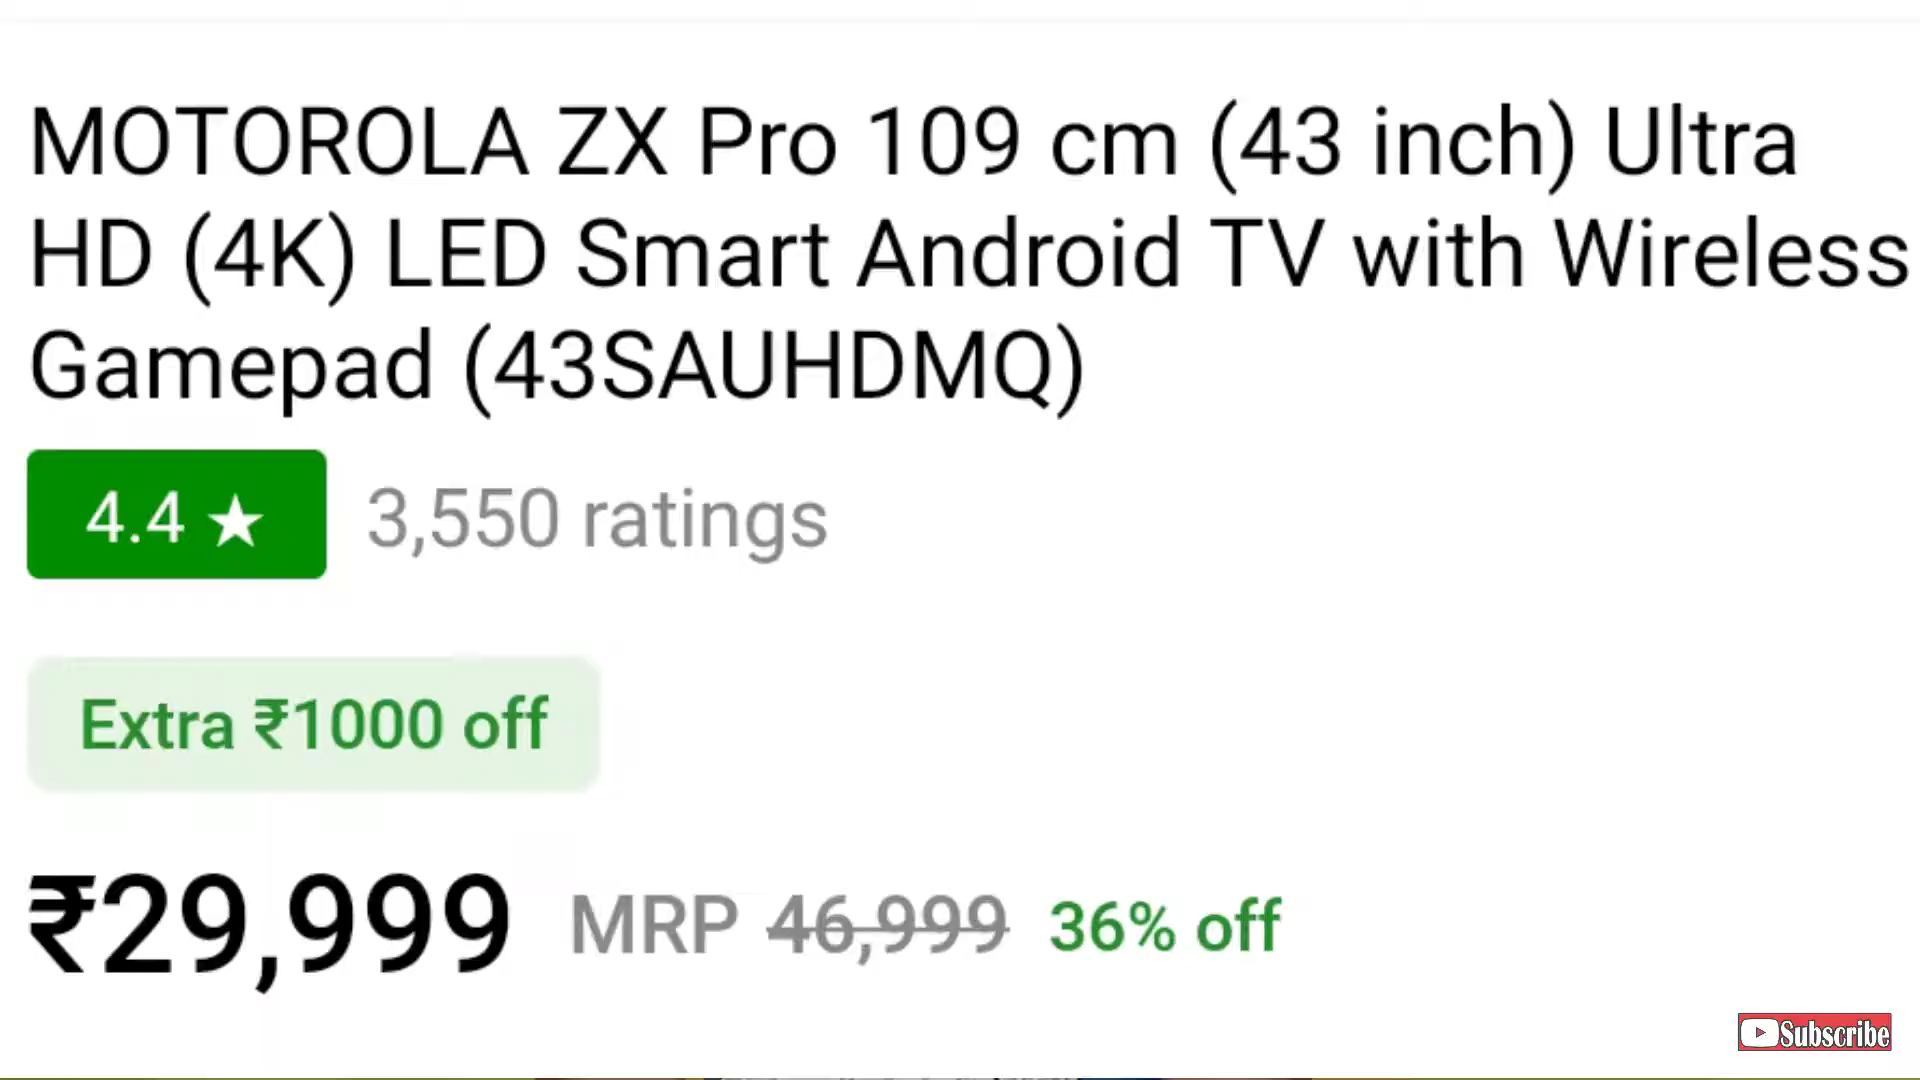 MOTOROLA ZX Pro 109 cm (43 inch) Ultra
HD (4K) LED Smart Android TV with Wireless
Gamepad (43SAUHDMQ)
4.4 ★ 3,550 ratings
Extra ₹1000 off
₹29,999 MRP 46,999 36% off
Subscribe